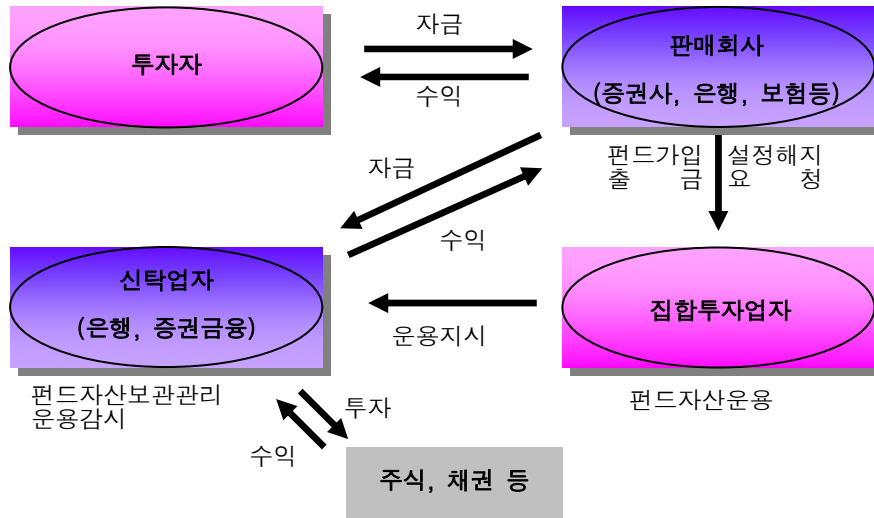 자금
투자자
판매회사
(증권사, 은행, 보험등)
수익
펀드가입 설정해지
출 금 요 청
자금
수익
신탁업자
(은행, 증권금융)
집합투자업자
운용지시
펀드자산보관관리
운용감시
펀드자산운용
투자
수익
주식, 채권 등